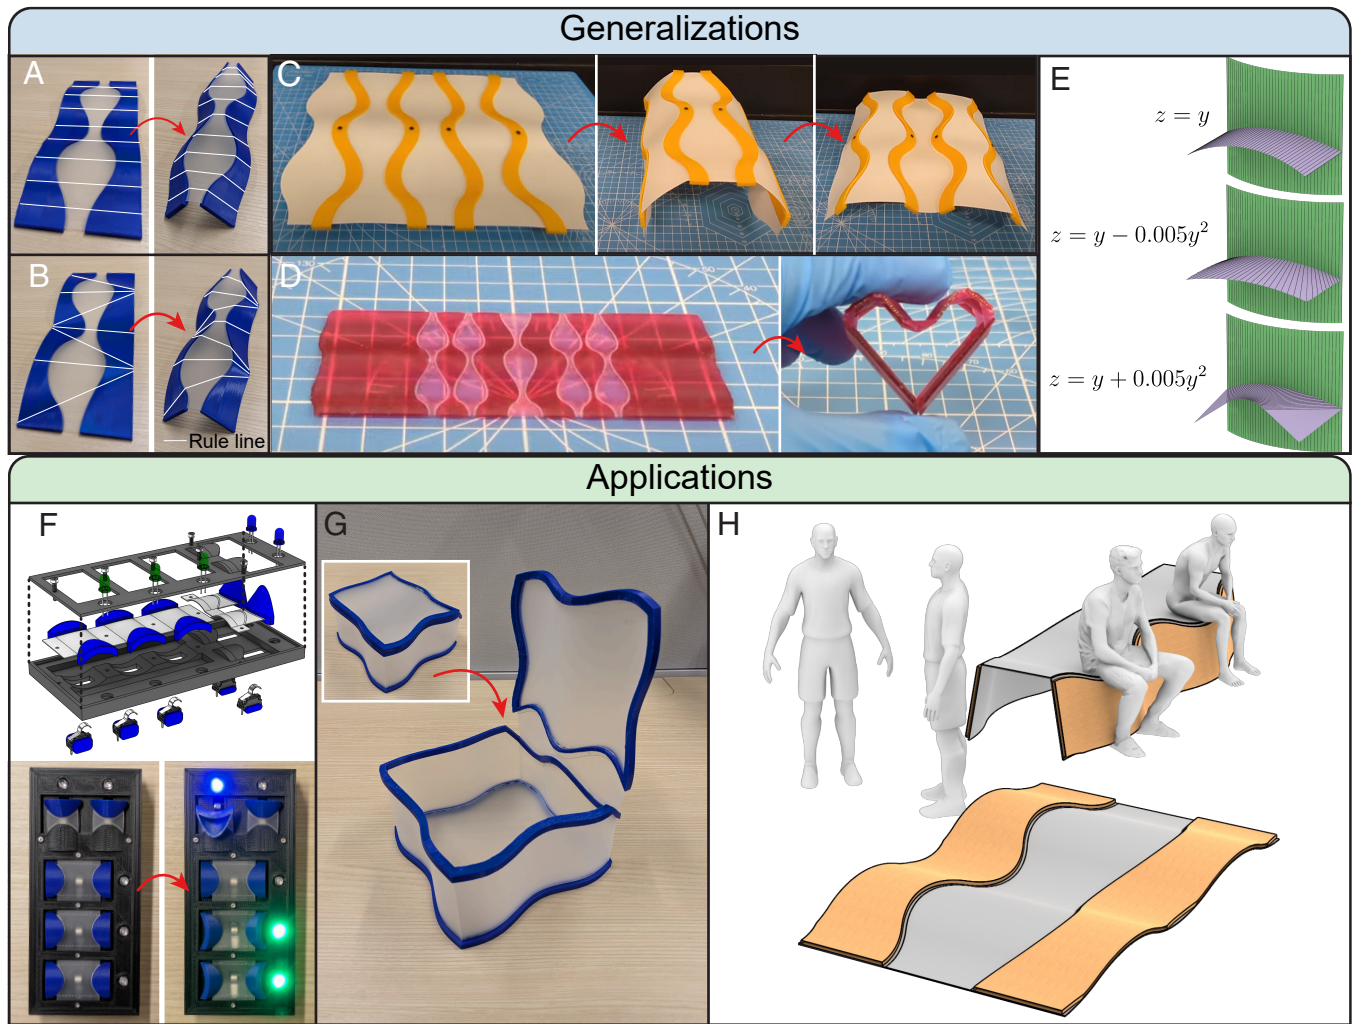 Generalizations
A
B
Rule line
C
D
E
z = y
z = y − 0.005y²
z = y + 0.005y²
Applications
F
G
H